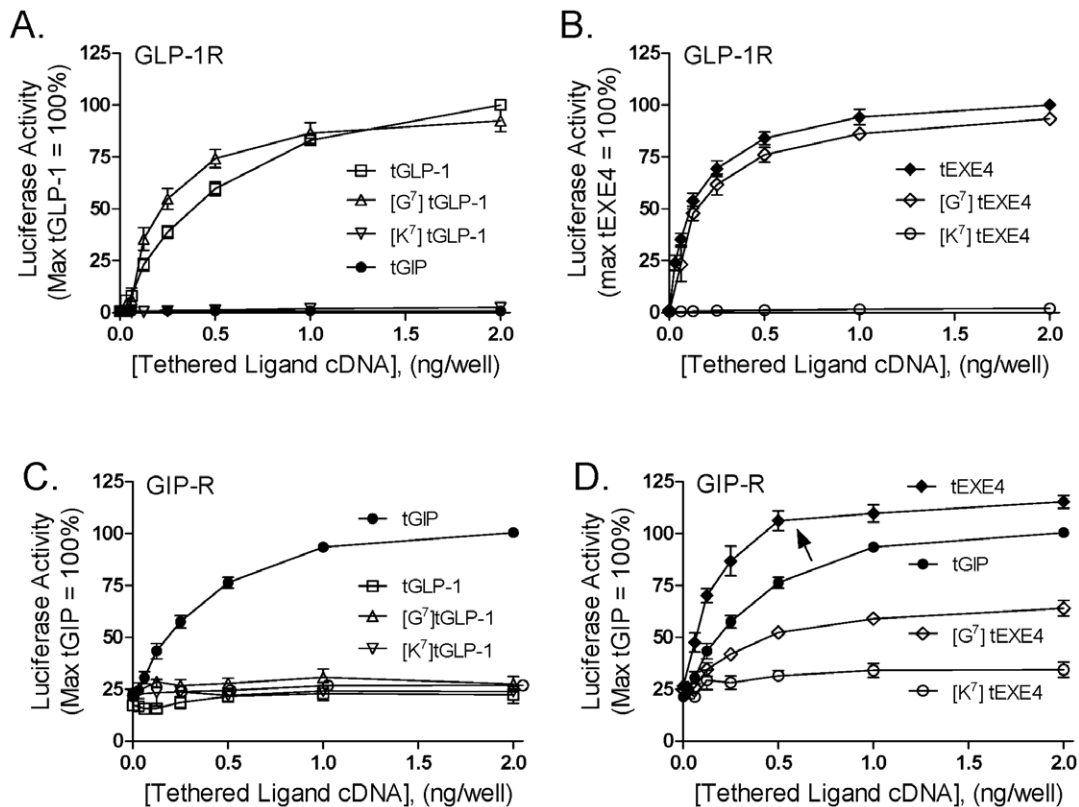 A.
GLP-1R
Luciferase Activity
(Max tGLP-1 = 100%)
125
100
75
50
25
0
tGLP-1
[G⁷] tGLP-1
[K⁷] tGLP-1
tGIP
0.0 0.5 1.0 1.5 2.0
[Tethered Ligand cDNA], (ng/well)
B.
GLP-1R
Luciferase Activity
(max tEXE4 = 100%)
125
100
75
50
25
0
tEXE4
[G⁷] tEXE4
[K⁷] tEXE4
0.0 0.5 1.0 1.5 2.0
[Tethered Ligand cDNA], (ng/well)
C.
GIP-R
Luciferase Activity
(Max tGIP = 100%)
125
100
75
50
25
0
tGIP
tGLP-1
[G⁷]tGLP-1
[K⁷]tGLP-1
0.0 0.5 1.0 1.5 2.0
[Tethered Ligand cDNA], (ng/well)
D.
GIP-R
Luciferase Activity
(Max tGIP = 100%)
125
100
75
50
25
0
tEXE4
tGIP
[G⁷] tEXE4
[K⁷] tEXE4
0.0 0.5 1.0 1.5 2.0
[Tethered Ligand cDNA], (ng/well)